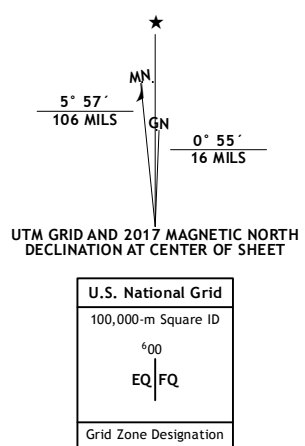 ★
MN
5° 57´
106 MILS
GN
0° 55´
16 MILS
UTM GRID AND 2017 MAGNETIC NORTH
DECLINATION AT CENTER OF SHEET
U.S. National Grid
100,000-m Square ID
⁶00
EQ FQ
Grid Zone Designation